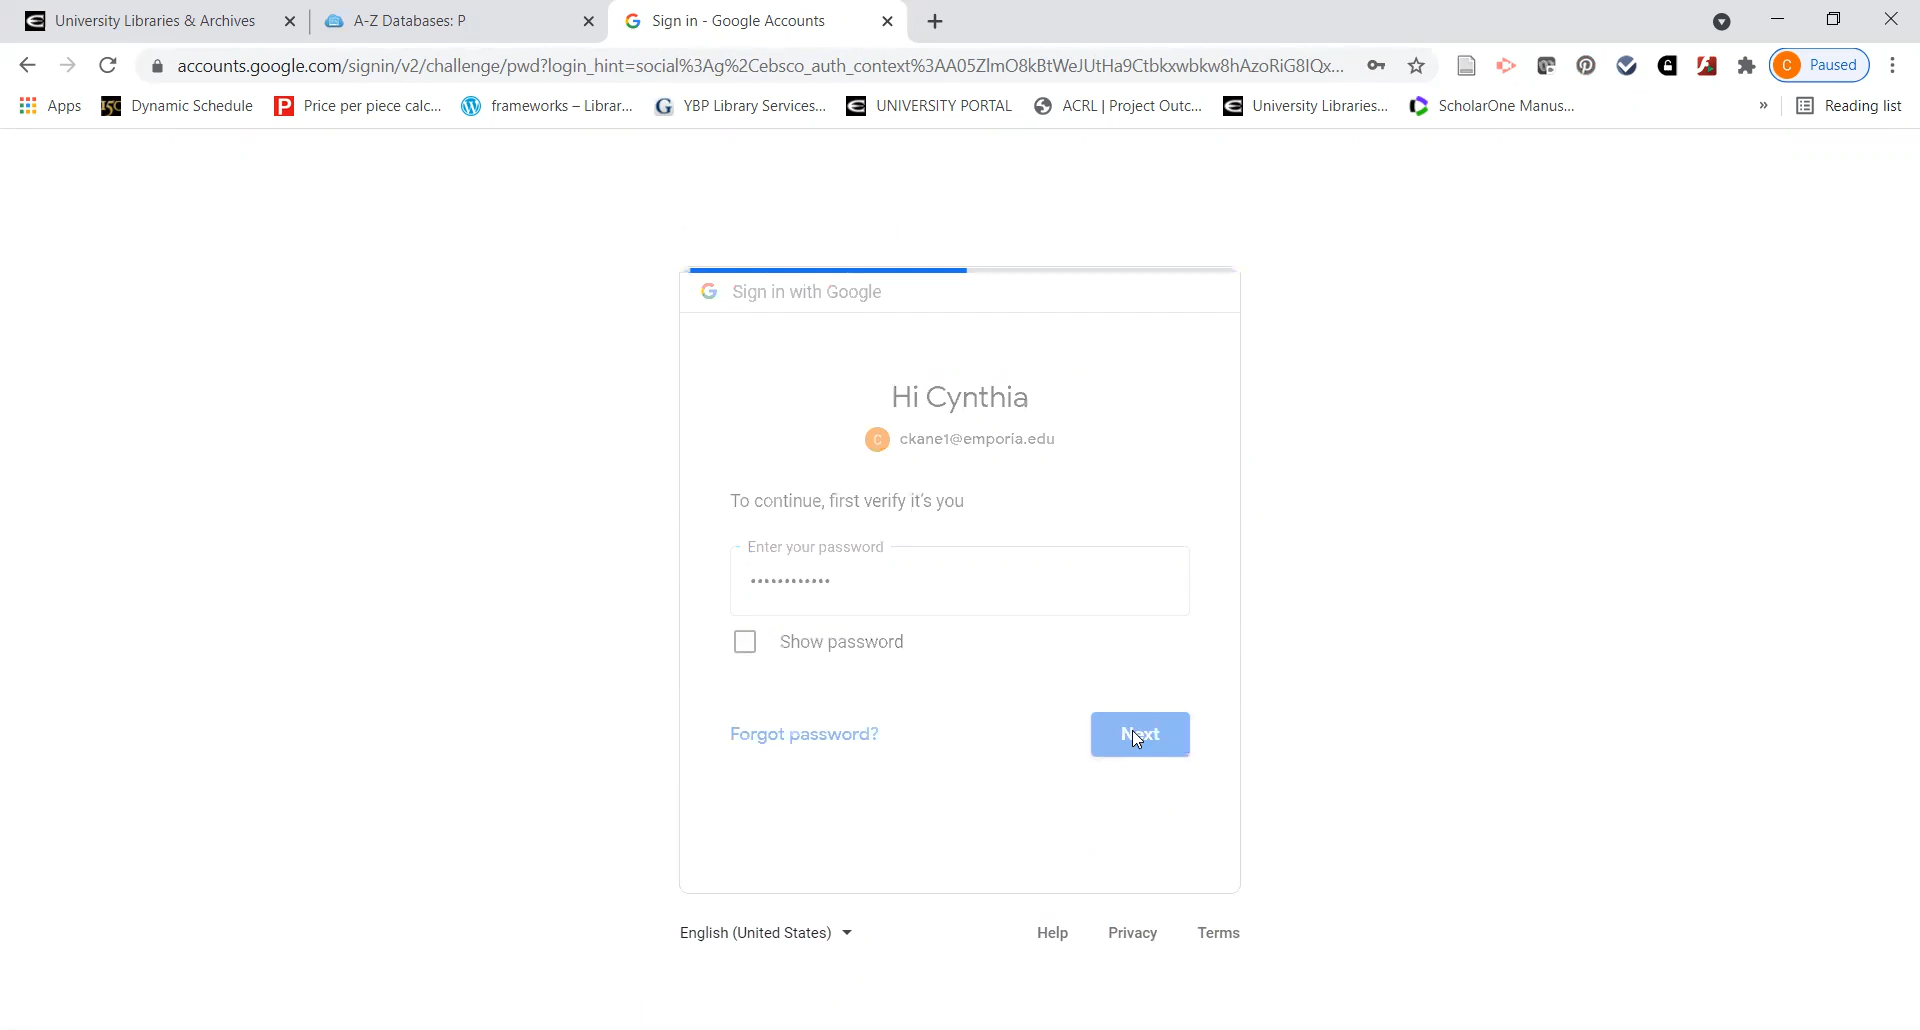 University Libraries & Archives
A-Z Databases: P
Sign in - Google Accounts
accounts.google.com/signin/v2/challenge/pwd?login_hint=social%3Ag%2Cebsco_auth_context%3AA05ZlmO8kBtWeJUtHa9Ctbkxwbkw8hAzoRiG8IQx...
C Paused
Apps
Dynamic Schedule
Price per piece calc...
frameworks – Librar...
YBP Library Services...
UNIVERSITY PORTAL
ACRL | Project Outc...
University Libraries...
ScholarOne Manus...
»
Reading list
Sign in with Google
Hi Cynthia
C ckane1@emporia.edu
To continue, first verify it's you
Enter your password
••••••••••••
Show password
Forgot password?
Next
English (United States)
Help
Privacy
Terms